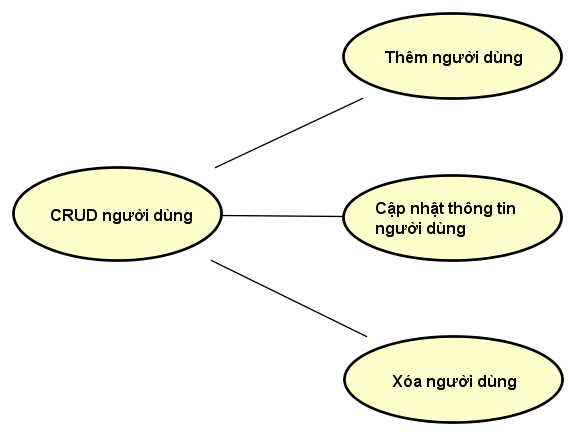 Thêm người dùng
CRUD người dùng
Cập nhật thông tin
người dùng
Xóa người dùng